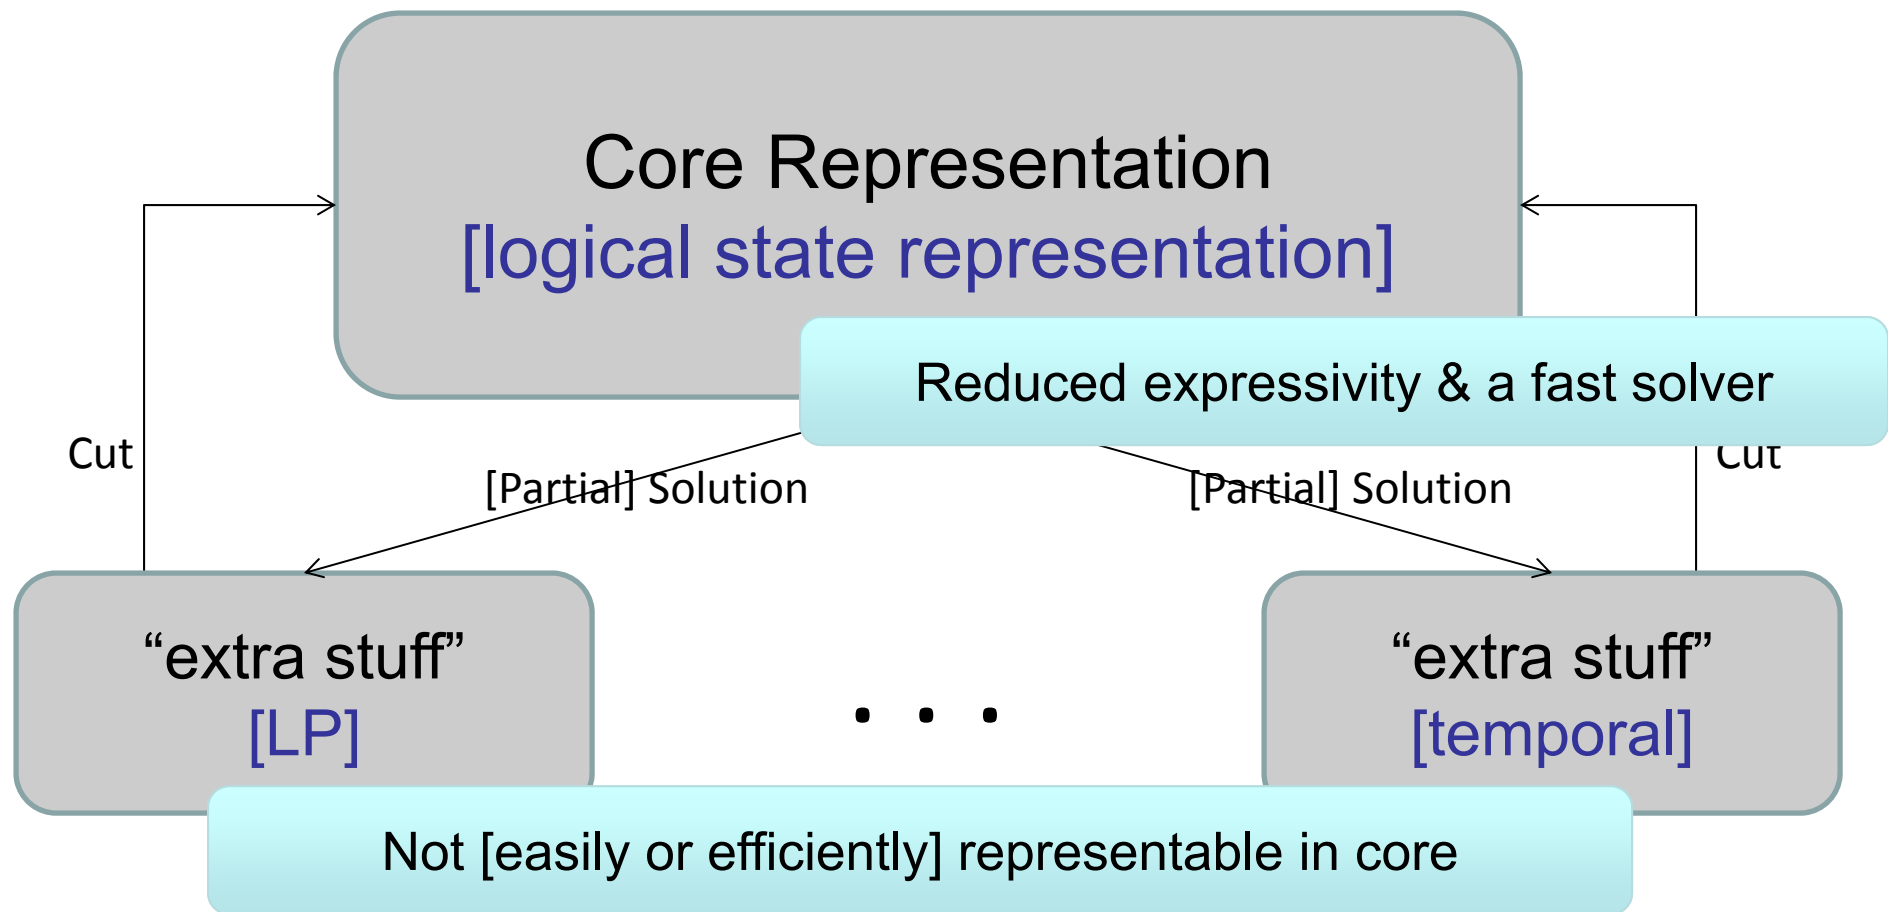 Core Representation
[logical state representation]
Reduced expressivity & a fast solver
Cut
Cut
[Partial] Solution
[Partial] Solution
“extra stuff”
[LP]
. . .
“extra stuff”
[temporal]
Not [easily or efficiently] representable in core